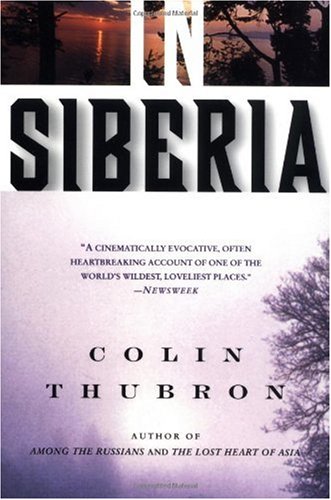 IN
SIBERIA
"A CINEMATICALLY EVOCATIVE, OFTEN
HEARTBREAKING ACCOUNT OF ONE OF THE
WORLD'S WILDEST, LOVELIEST PLACES."
—NEWSWEEK
COLIN
THUBRON
AUTHOR OF
AMONG THE RUSSIANS AND THE LOST HEART OF ASIA